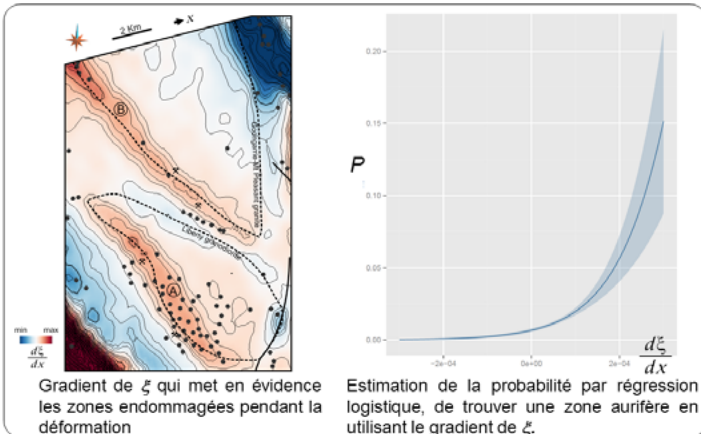 2 Km
x
B
Liberty granodiorite
A
min max
dξ
dx
P
0.20
0.15
0.10
0.05
0.00
−2e−04 0e+00 2e−04
dξ
dx
Gradient de ξ qui met en évidence
les zones endommagées pendant la
déformation
Estimation de la probabilité par régression
logistique, de trouver une zone aurifère en
utilisant le gradient de ξ.